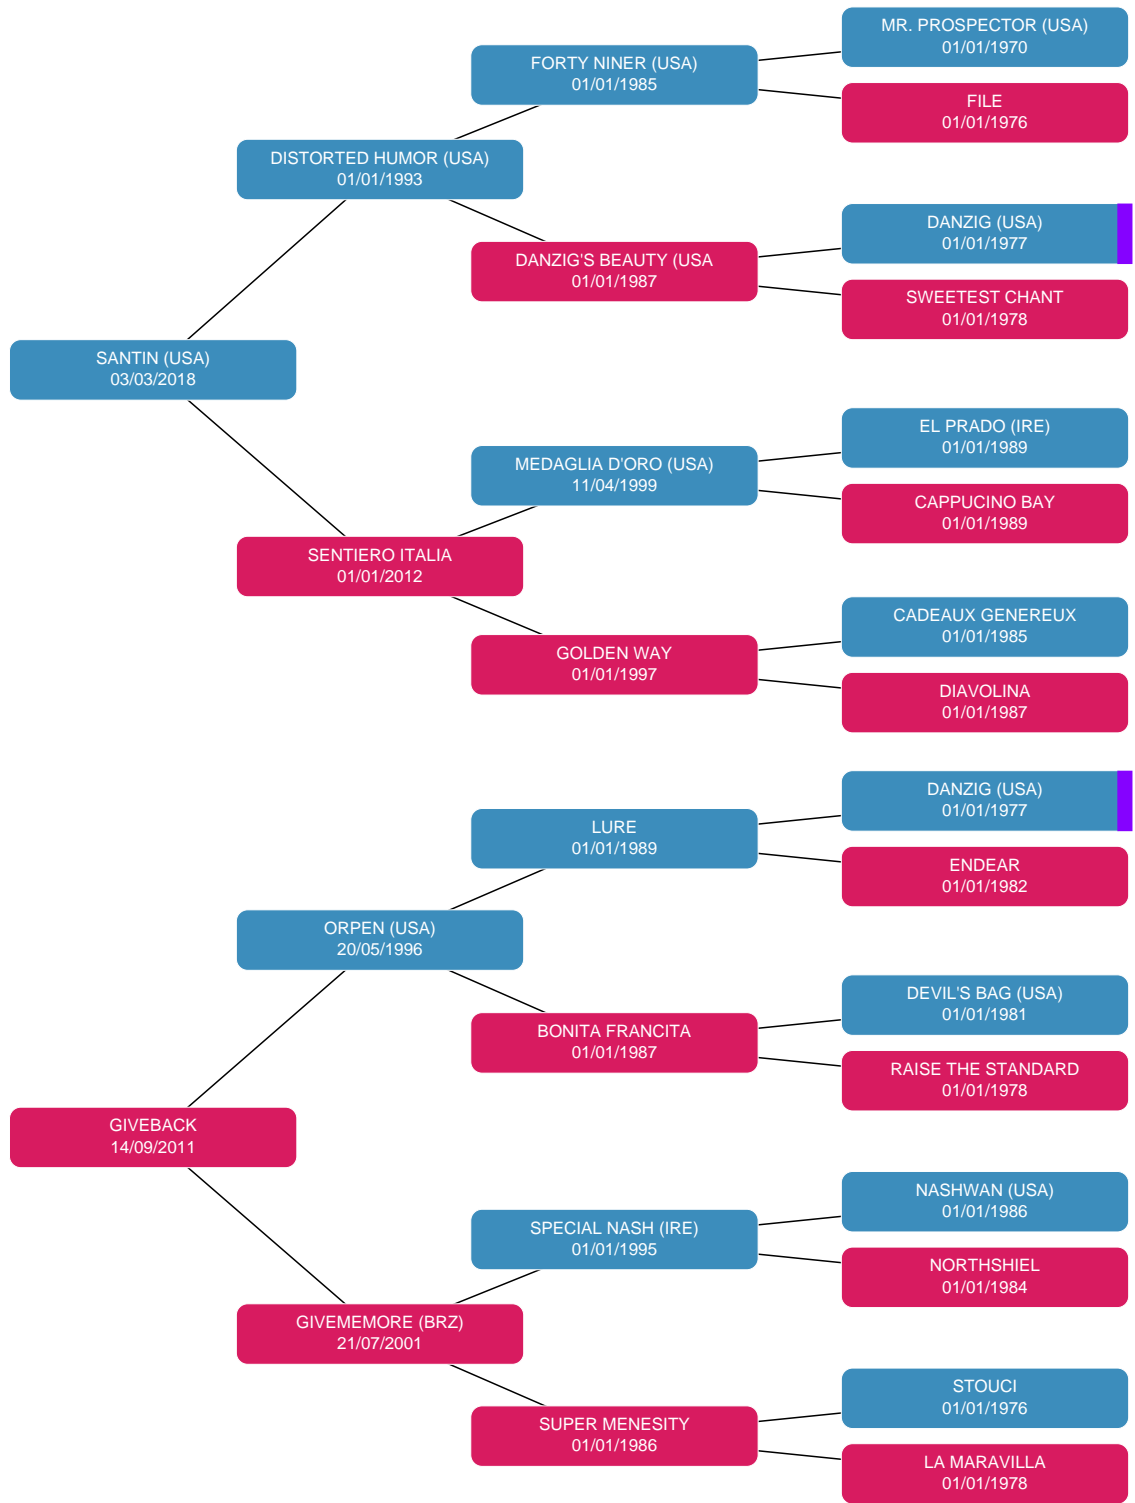 MR. PROSPECTOR (USA)
01/01/1970
FORTY NINER (USA)
01/01/1985
FILE
01/01/1976
DISTORTED HUMOR (USA)
01/01/1993
DANZIG (USA)
01/01/1977
DANZIG'S BEAUTY (USA
01/01/1987
SWEETEST CHANT
01/01/1978
SANTIN (USA)
03/03/2018
EL PRADO (IRE)
01/01/1989
MEDAGLIA D'ORO (USA)
11/04/1999
CAPPUCINO BAY
01/01/1989
SENTIERO ITALIA
01/01/2012
CADEAUX GENEREUX
01/01/1985
GOLDEN WAY
01/01/1997
DIAVOLINA
01/01/1987
DANZIG (USA)
01/01/1977
LURE
01/01/1989
ENDEAR
01/01/1982
ORPEN (USA)
20/05/1996
DEVIL'S BAG (USA)
01/01/1981
BONITA FRANCITA
01/01/1987
RAISE THE STANDARD
01/01/1978
GIVEBACK
14/09/2011
NASHWAN (USA)
01/01/1986
SPECIAL NASH (IRE)
01/01/1995
NORTHSHIEL
01/01/1984
GIVEMEMORE (BRZ)
21/07/2001
STOUCI
01/01/1976
SUPER MENESITY
01/01/1986
LA MARAVILLA
01/01/1978